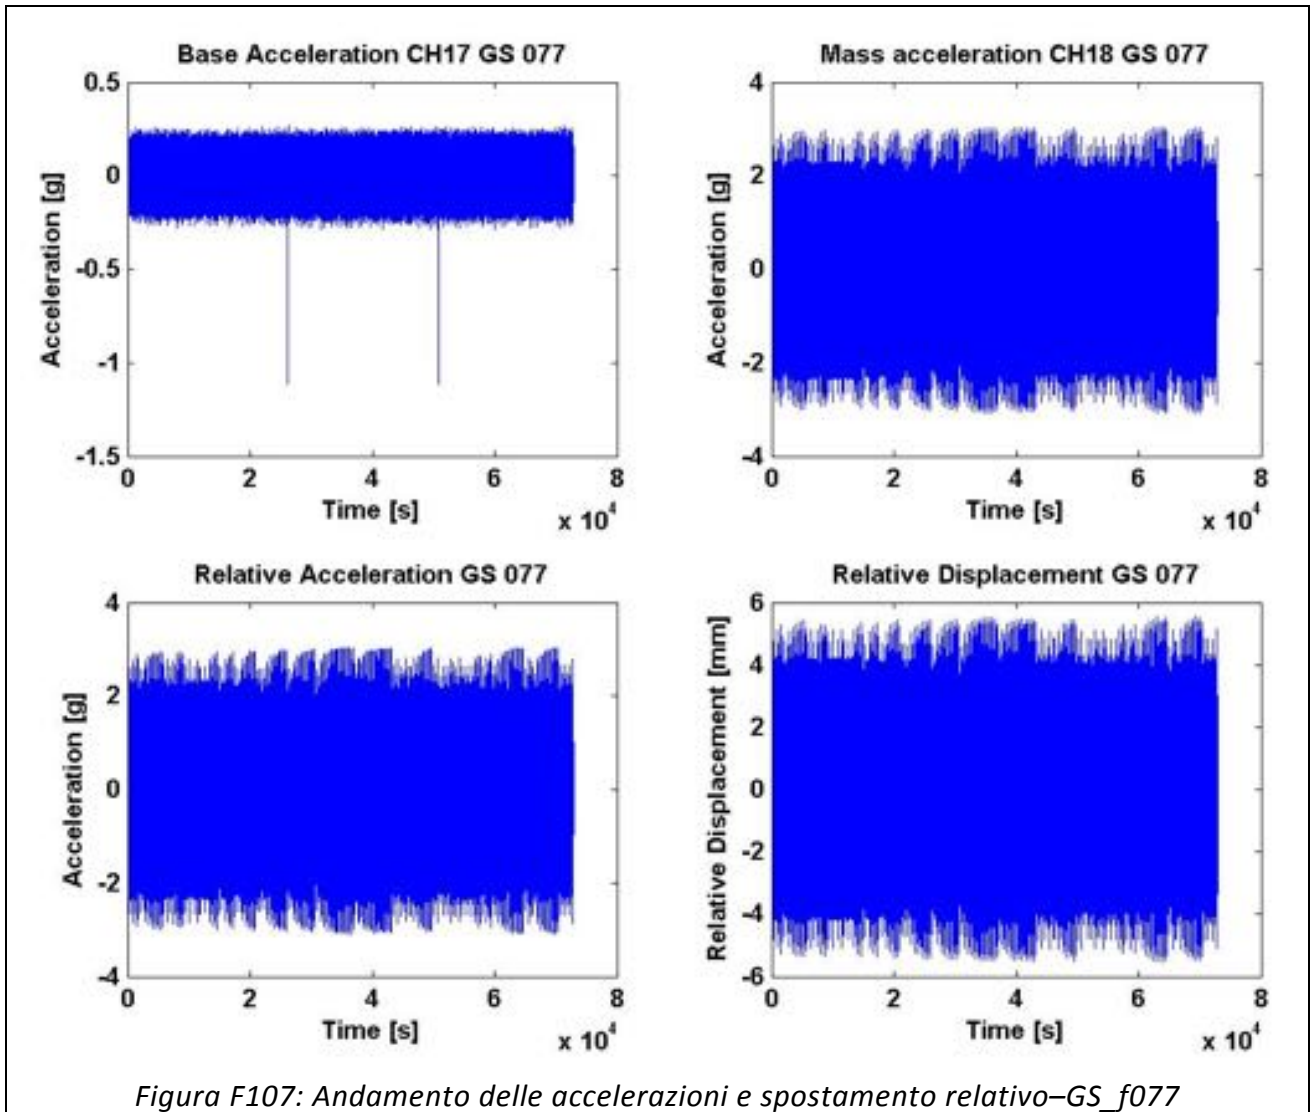 Base Acceleration CH17 GS 077
0.5
0
-0.5
-1
-1.5
Acceleration [g]
0 2 4 6 8
Time [s]
x 10^4
Mass acceleration CH18 GS 077
4
2
0
-2
-4
Acceleration [g]
0 2 4 6 8
Time [s]
x 10^4
Relative Acceleration GS 077
4
2
0
-2
-4
Acceleration [g]
0 2 4 6 8
Time [s]
x 10^4
Relative Displacement GS 077
6
4
2
0
-2
-4
-6
Relative Displacement [mm]
0 2 4 6 8
Time [s]
x 10^4
Figura F107: Andamento delle accelerazioni e spostamento relativo–GS_f077